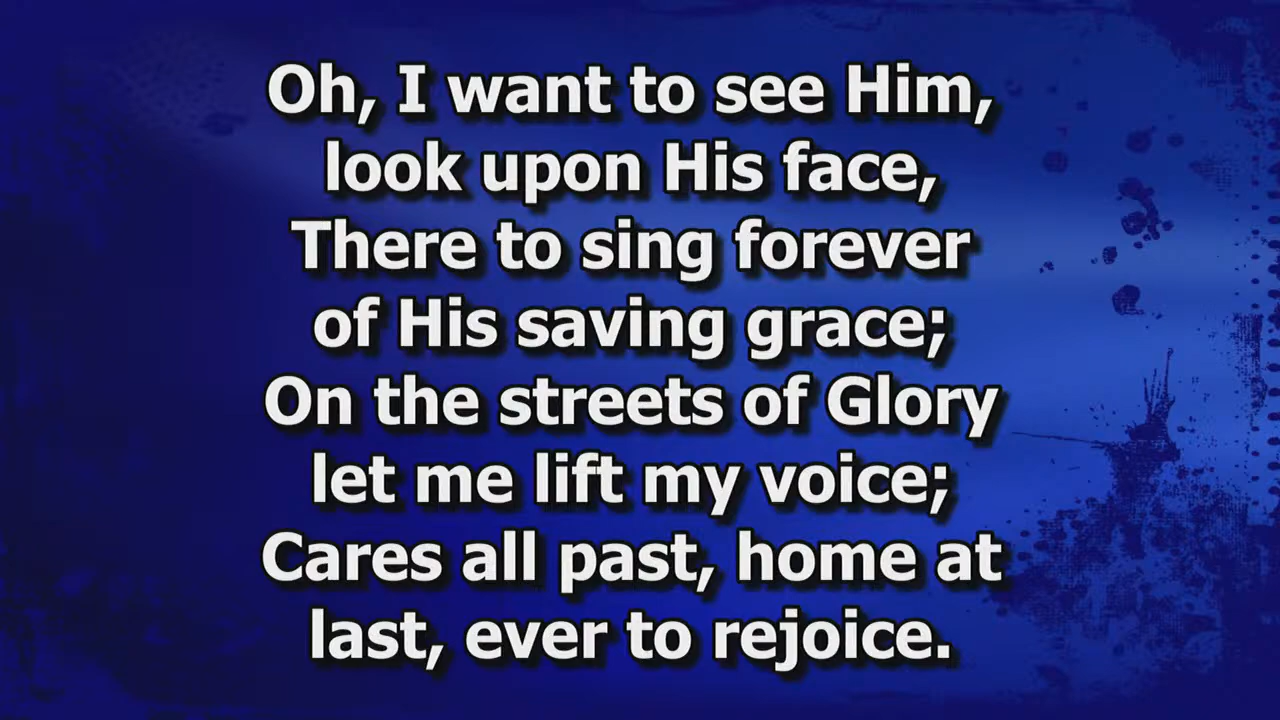 Oh, I want to see Him,
look upon His face,
There to sing forever
of His saving grace;
On the streets of Glory
let me lift my voice;
Cares all past, home at
last, ever to rejoice.